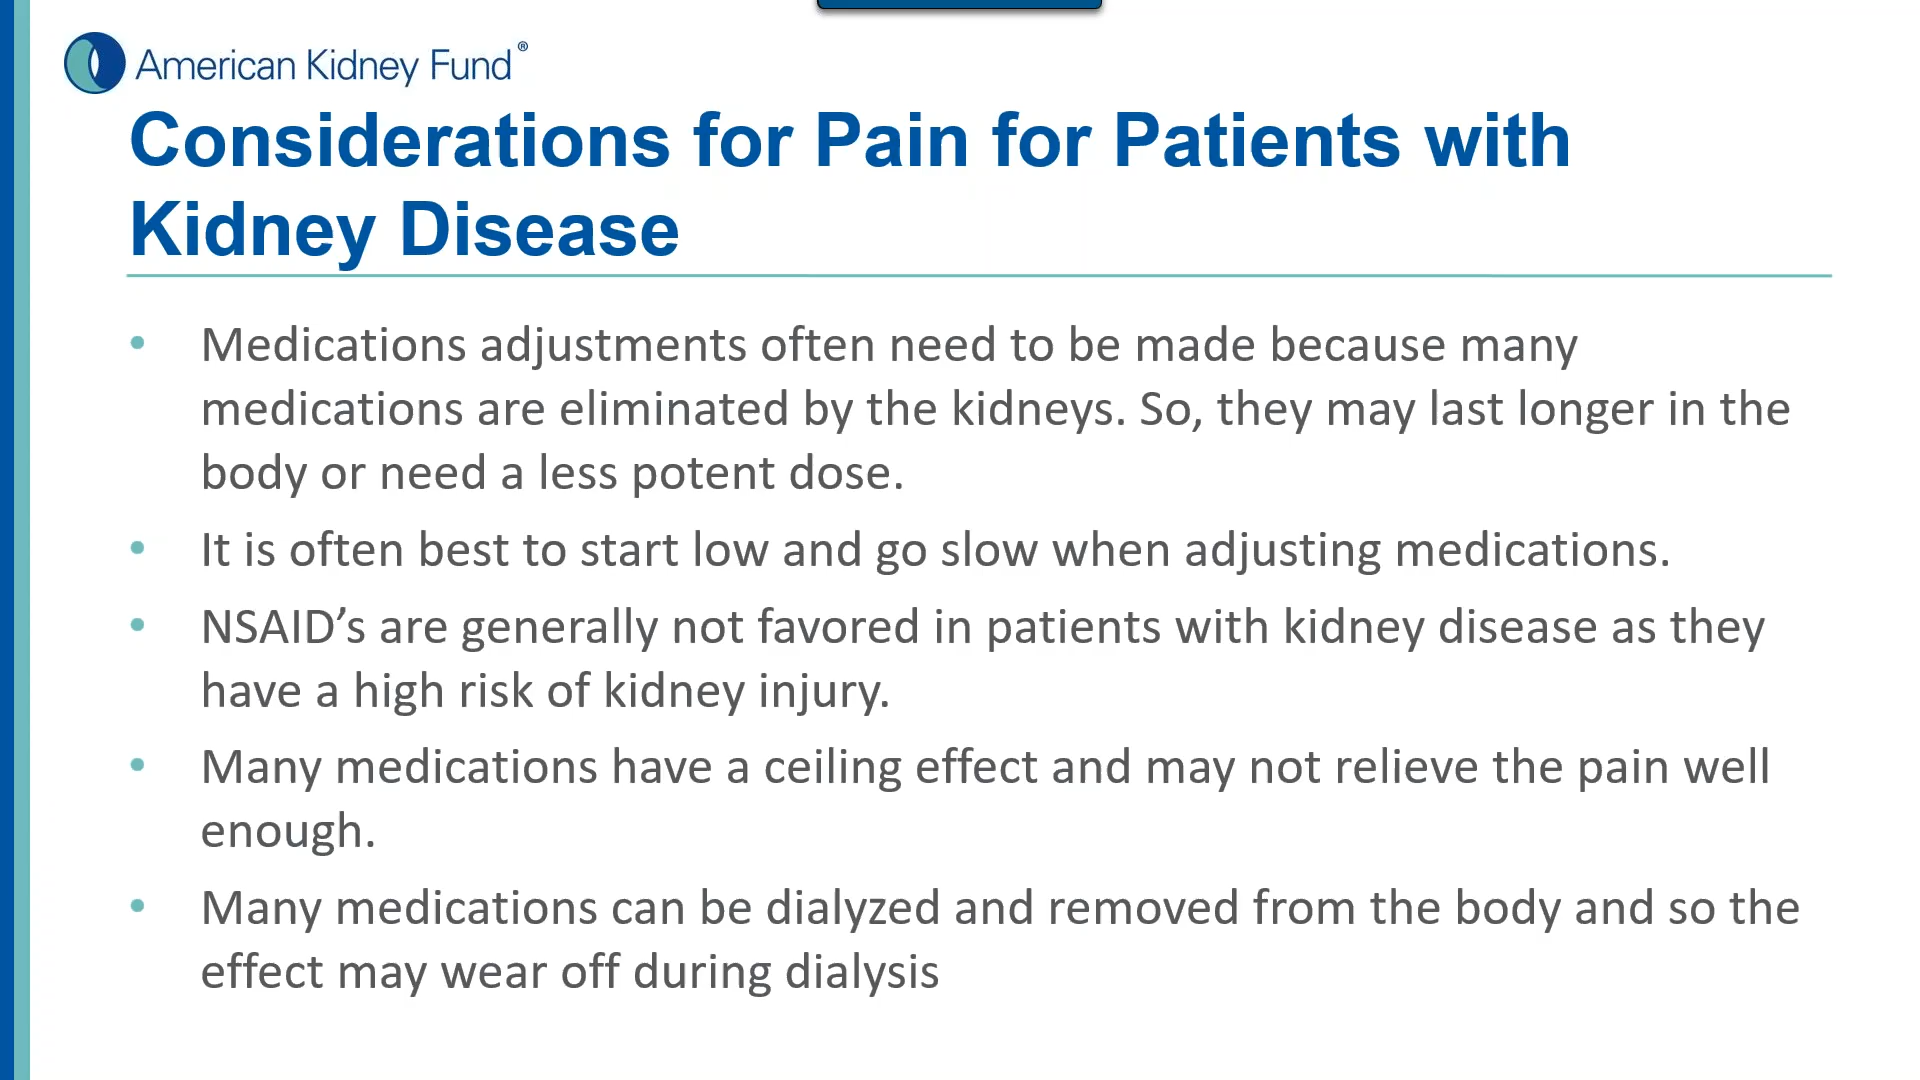 American Kidney Fund®
Considerations for Pain for Patients with
Kidney Disease
• Medications adjustments often need to be made because many
medications are eliminated by the kidneys. So, they may last longer in the
body or need a less potent dose.
• It is often best to start low and go slow when adjusting medications.
• NSAID’s are generally not favored in patients with kidney disease as they
have a high risk of kidney injury.
• Many medications have a ceiling effect and may not relieve the pain well
enough.
• Many medications can be dialyzed and removed from the body and so the
effect may wear off during dialysis